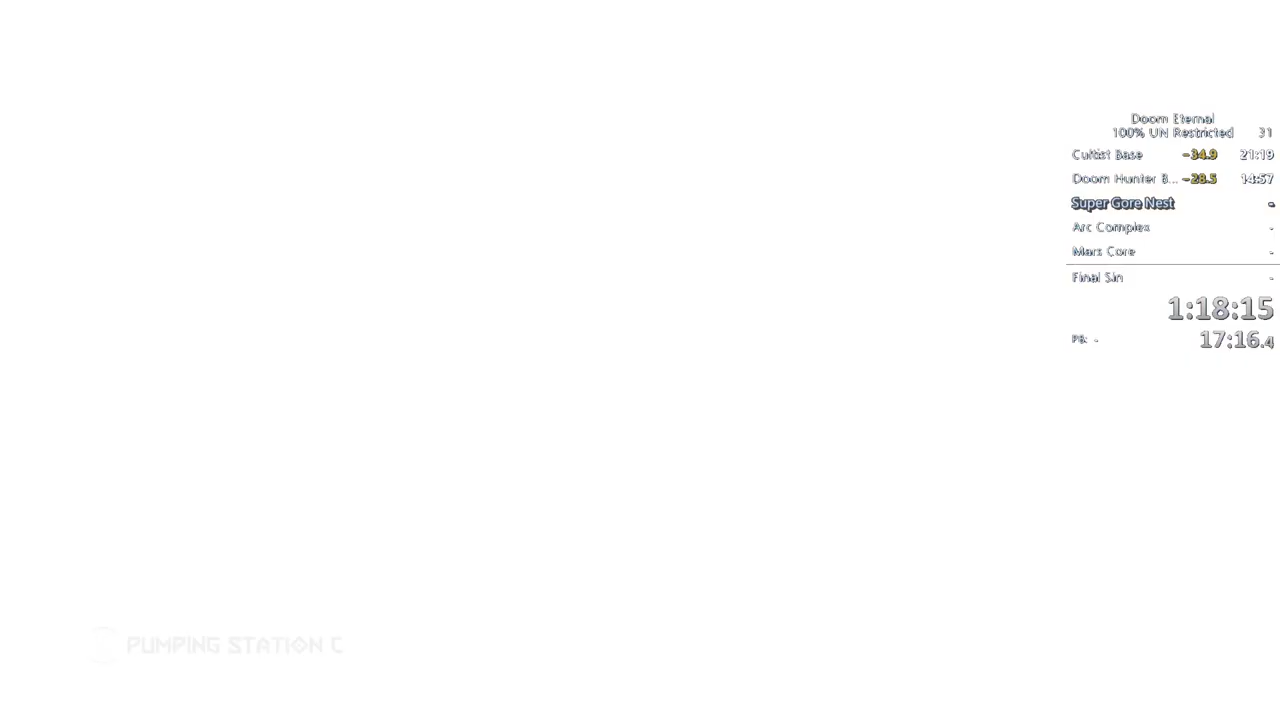 Doom Eternal
100% UN Restricted 31
Cultist Base -34.9 21:19
Doom Hunter B... -28.5 14:57
Super Gore Nest -
Arc Complex -
Mars Core -
Final Sin -
1:18:15
PB: - 17:16.4
PUMPING STATION C